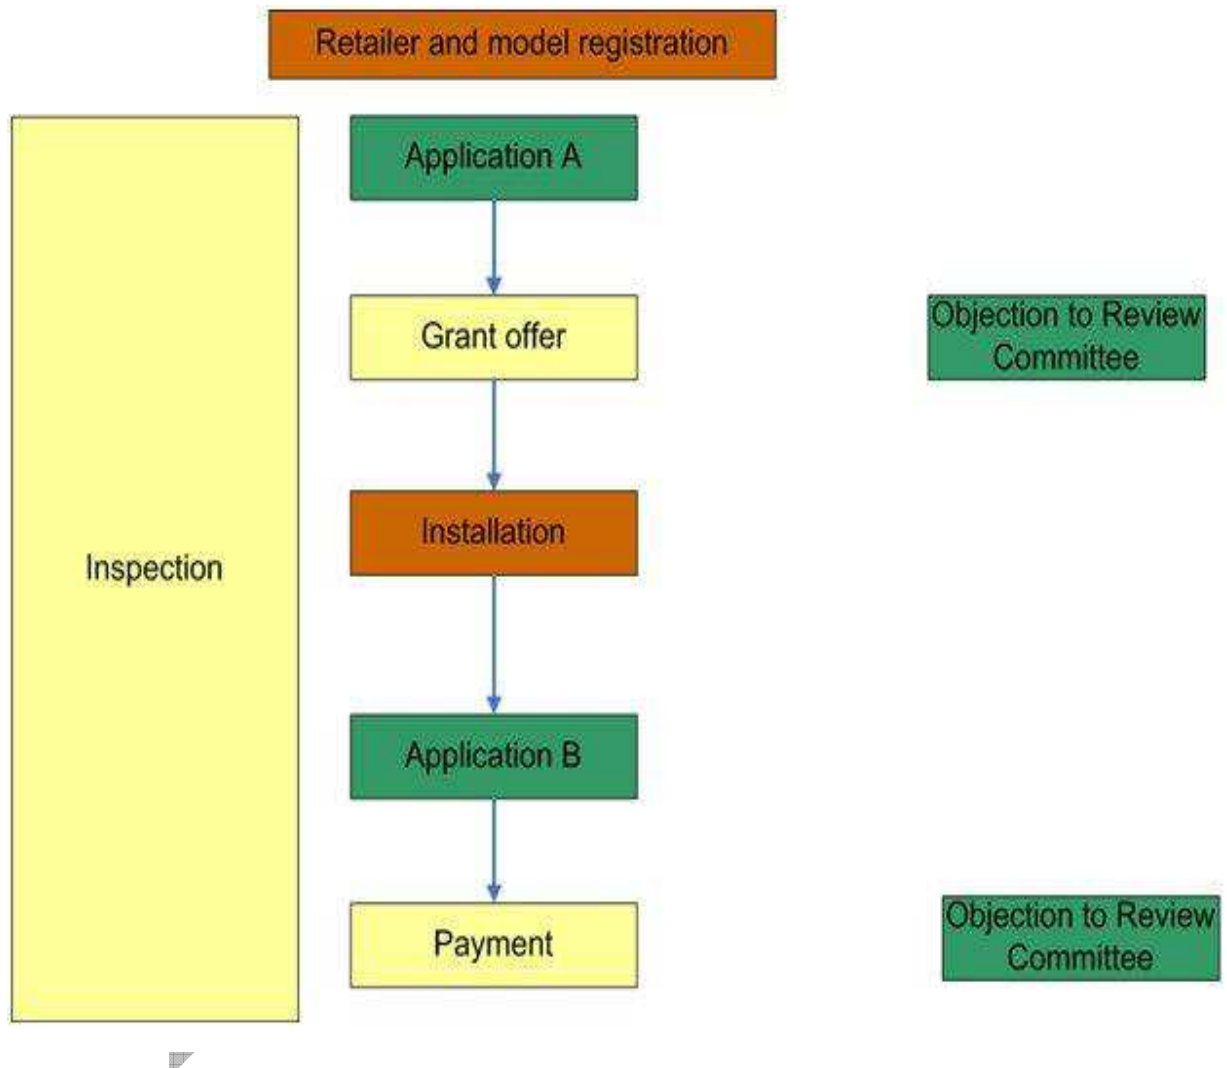 Retailer and model registration
Application A
Grant offer
Objection to Review
Committee
Installation
Inspection
Application B
Payment
Objection to Review
Committee